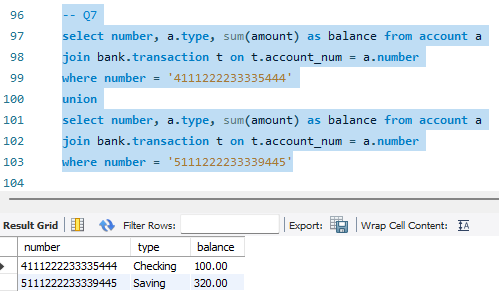 96 -- Q7
97 select number, a.type, sum(amount) as balance from account a
98 join bank.transaction t on t.account_num = a.number
99 where number = '4111222233335444'
100 union
101 select number, a.type, sum(amount) as balance from account a
102 join bank.transaction t on t.account_num = a.number
103 where number = '5111222233339445'
104
Result Grid Filter Rows: Export: Wrap Cell Content: IA
number type balance
4111222233335444 Checking 100.00
5111222233339445 Saving 320.00